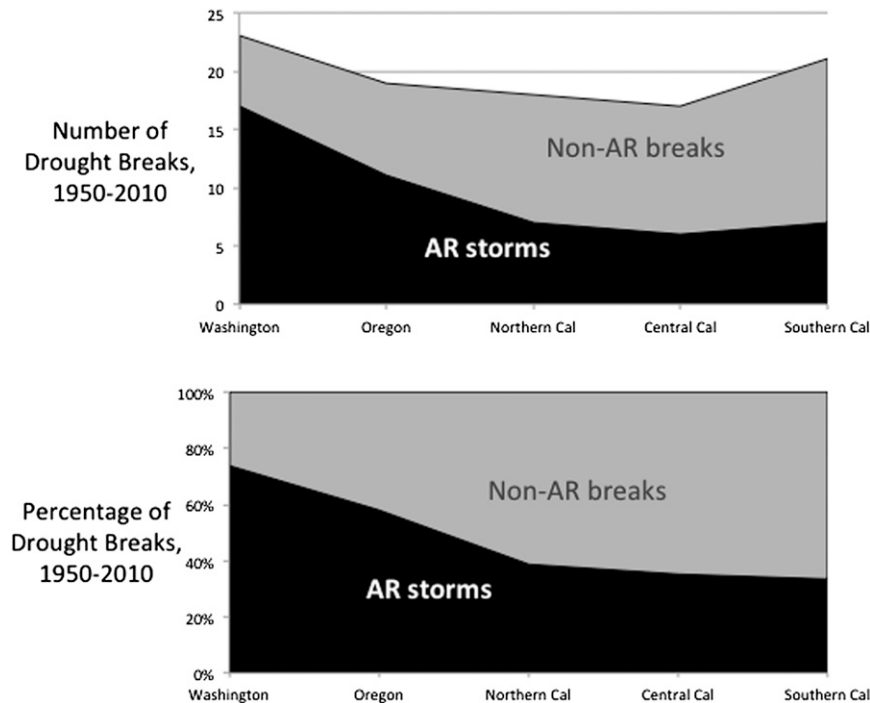 25
20
15
10
5
0
Number of
Drought Breaks,
1950-2010
Non-AR breaks
AR storms
Washington Oregon Northern Cal Central Cal Southern Cal
100%
80%
60%
40%
20%
0%
Percentage of
Drought Breaks,
1950-2010
Non-AR breaks
AR storms
Washington Oregon Northern Cal Central Cal Southern Cal